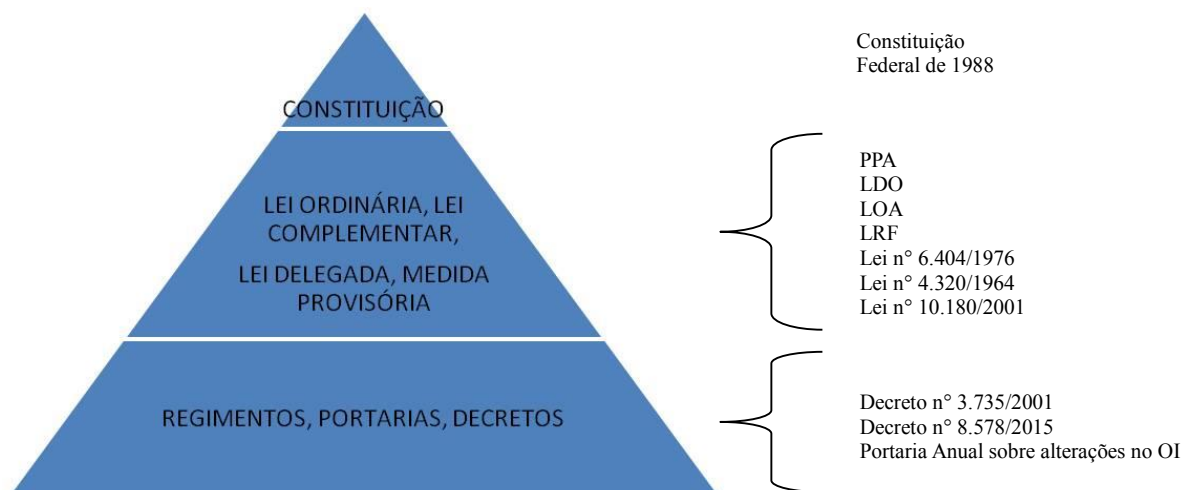 Constituição
Federal de 1988
CONSTITUIÇÃO
LEI ORDINÁRIA, LEI
COMPLEMENTAR,
LEI DELEGADA, MEDIDA
PROVISÓRIA
PPA
LDO
LOA
LRF
Lei n° 6.404/1976
Lei n° 4.320/1964
Lei n° 10.180/2001
REGIMENTOS, PORTARIAS, DECRETOS
Decreto n° 3.735/2001
Decreto n° 8.578/2015
Portaria Anual sobre alterações no OI